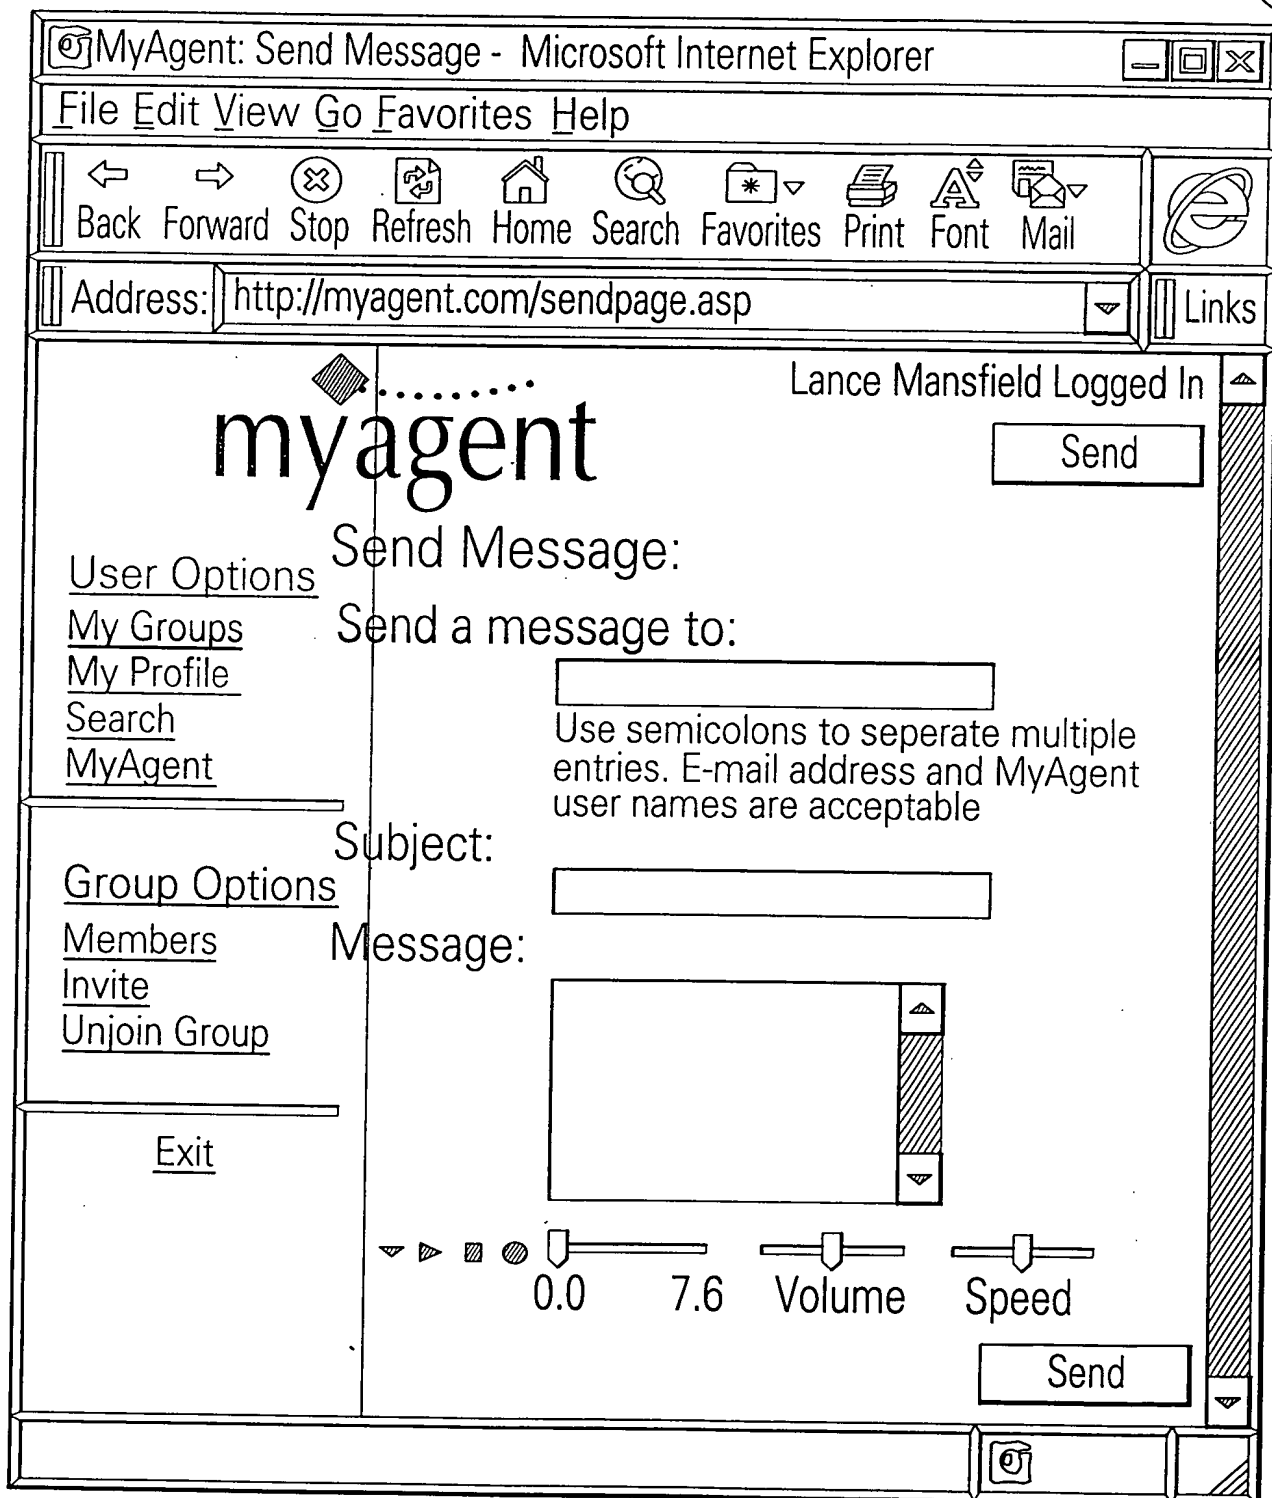 MyAgent: Send Message - Microsoft Internet Explorer
File Edit View Go Favorites Help
Back Forward Stop Refresh Home Search Favorites Print Font Mail
Address: http://myagent.com/sendpage.asp Links
Lance Mansfield Logged In
myagent
Send
Send Message:
User Options
My Groups
My Profile
Search
MyAgent
Group Options
Members
Invite
Unjoin Group
Exit
Send a message to:
Use semicolons to seperate multiple
entries. E-mail address and MyAgent
user names are acceptable
Subject:
Message:
0.0 7.6 Volume Speed
Send